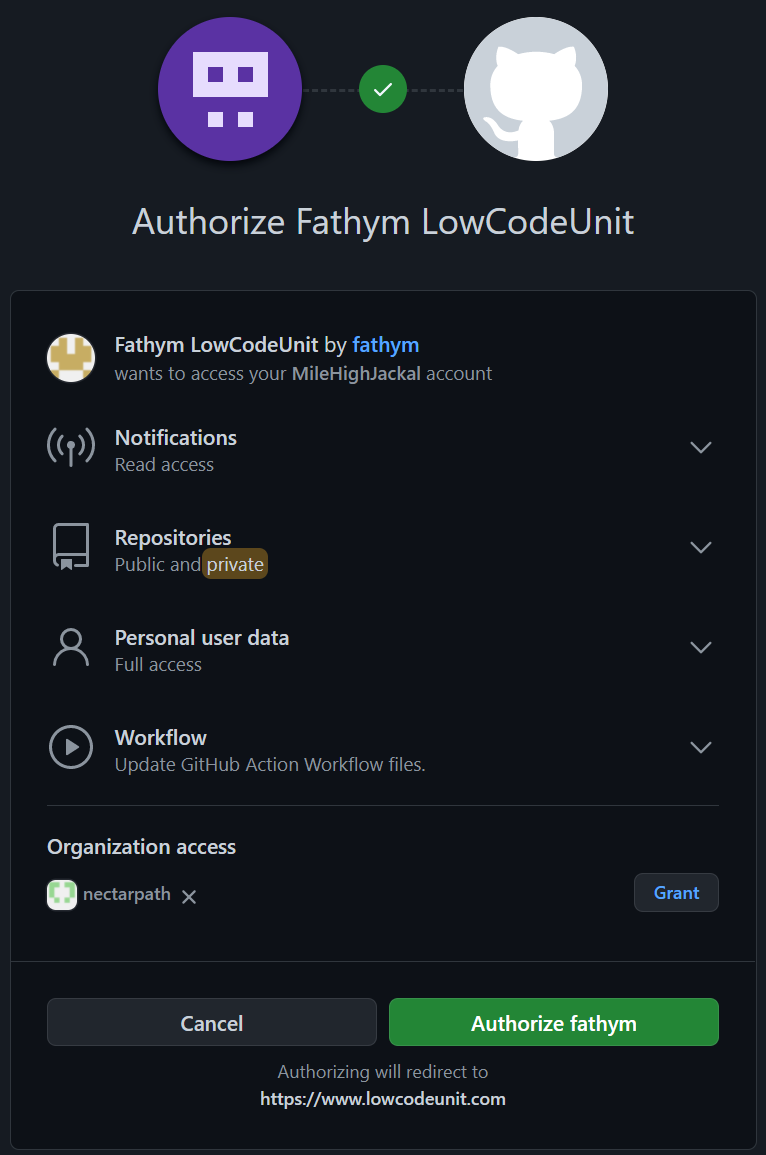 Authorize Fathym LowCodeUnit
Fathym LowCodeUnit by fathym
wants to access your MileHighJackal account
Notifications
Read access
Repositories
Public and private
Personal user data
Full access
Workflow
Update GitHub Action Workflow files.
Organization access
nectarpath
Grant
Cancel
Authorize fathym
Authorizing will redirect to
https://www.lowcodeunit.com